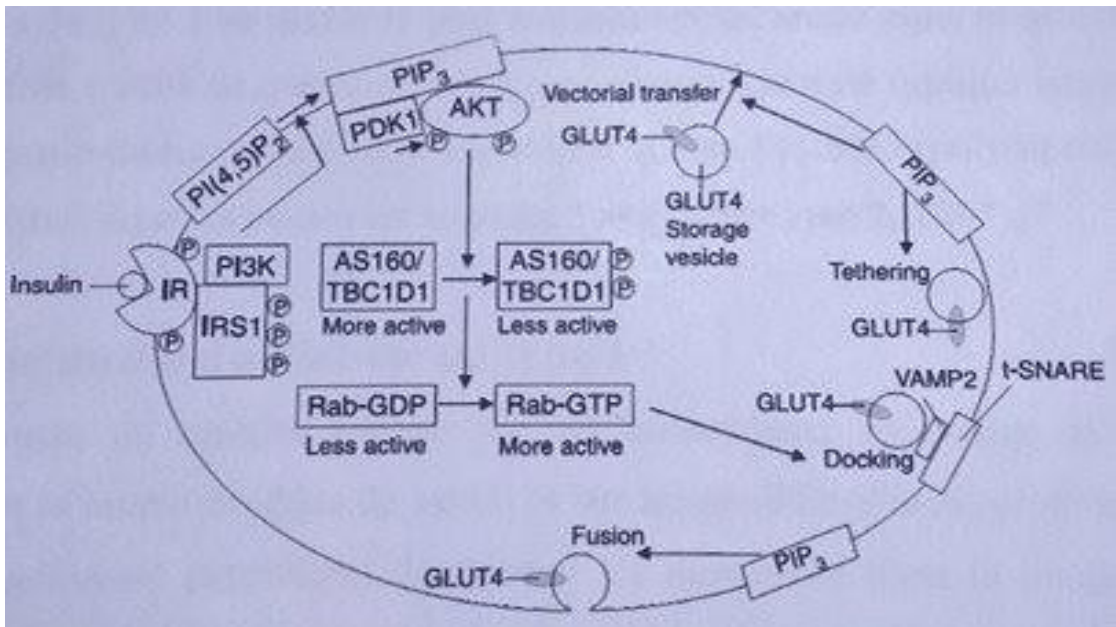 PIP3
PDK1
AKT
P
P
PI(4,5)P2
Vectorial transfer
GLUT4
GLUT4
Storage
vesicle
PIP3
P
Insulin
IR
PI3K
IRS1
P
P
P
P
AS160/
TBC1D1
More active
AS160/
TBC1D1
P
P
Less active
Tethering
GLUT4
Rab-GDP
Less active
Rab-GTP
More active
GLUT4
VAMP2
t-SNARE
Docking
Fusion
GLUT4
PIP3